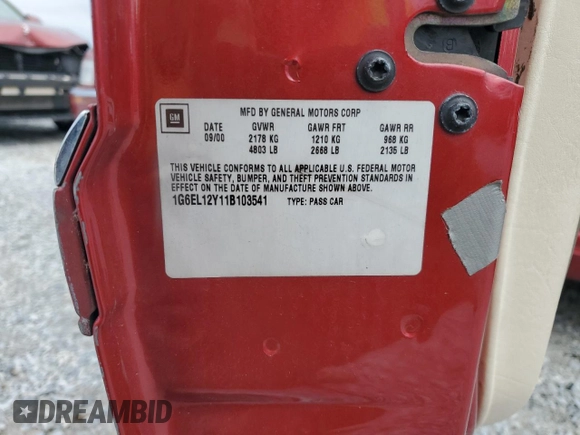 GM
MFD BY GENERAL MOTORS CORP
DATE GVWR GAWR FRT GAWR RR
09/00 2178 KG 1210 KG 968 KG
4803 LB 2668 LB 2135 LB
THIS VEHICLE CONFORMS TO ALL APPLICABLE U.S. FEDERAL MOTOR
VEHICLE SAFETY, BUMPER, AND THEFT PREVENTION STANDARDS IN
EFFECT ON THE DATE OF MANUFACTURE SHOWN ABOVE.
1G6EL12Y11B103541 TYPE: PASS CAR
DREAMBID